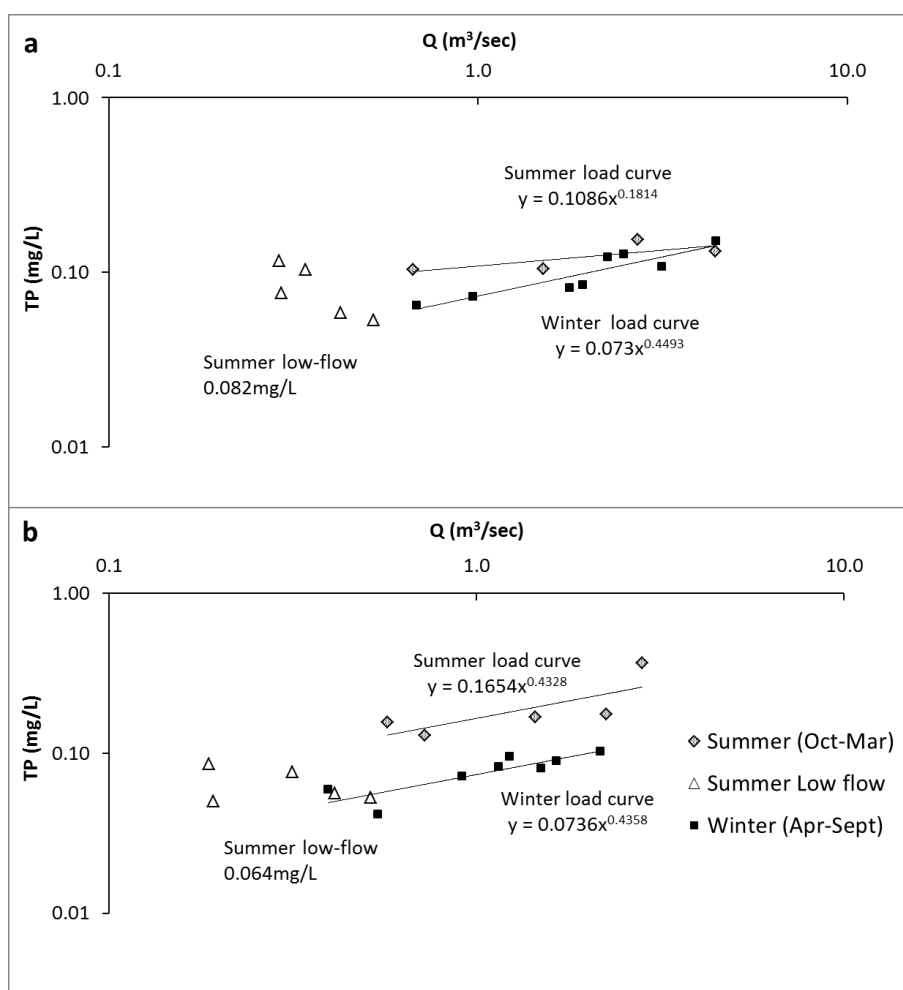 a
Q (m³/sec)
0.1 1.0 10.0
1.00
Summer load curve
y = 0.1086x^0.1814
TP (mg/L)
0.10
Winter load curve
y = 0.073x^0.4493
Summer low-flow
0.082mg/L
0.01
b
Q (m³/sec)
0.1 1.0 10.0
1.00
Summer load curve
y = 0.1654x^0.4328
TP (mg/L)
0.10
Summer (Oct-Mar)
Summer Low flow
Winter (Apr-Sept)
Winter load curve
y = 0.0736x^0.4358
Summer low-flow
0.064mg/L
0.01